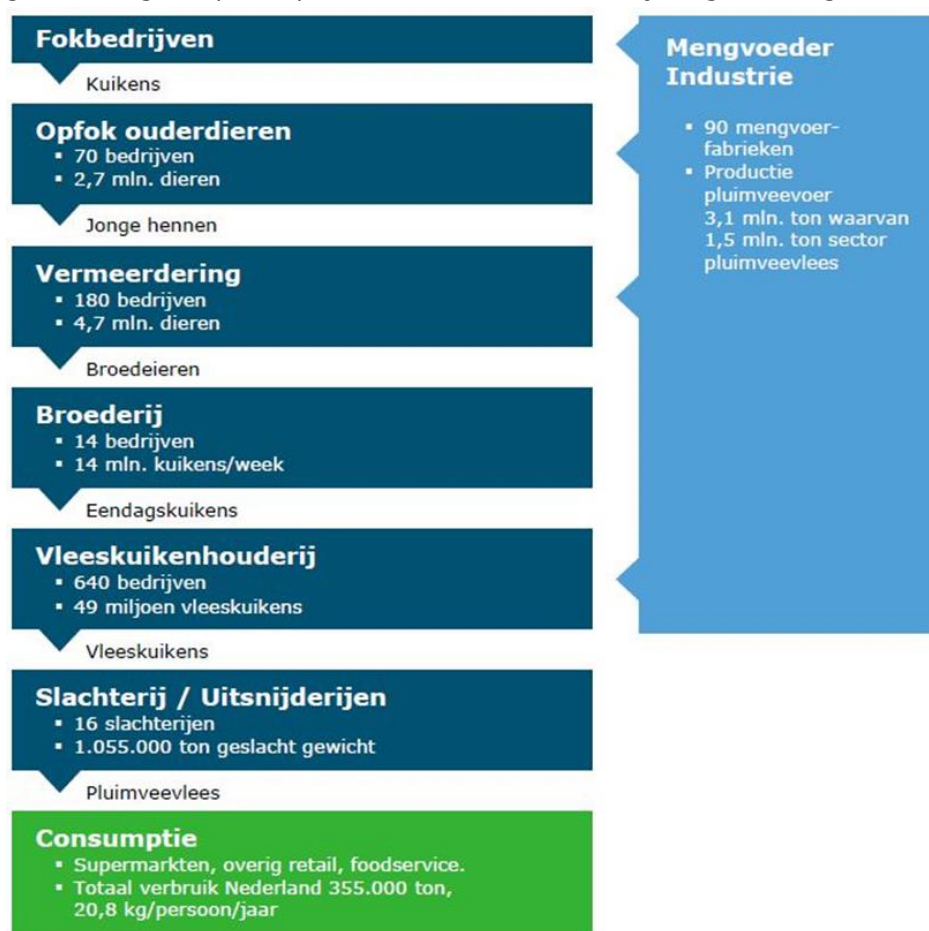 Fokbedrijven
Kuikens
Opfok ouderdieren
▪ 70 bedrijven
▪ 2,7 mln. dieren
Jonge hennen
Vermeerdering
▪ 180 bedrijven
▪ 4,7 mln. dieren
Broedeieren
Broederij
▪ 14 bedrijven
▪ 14 mln. kuikens/week
Eendagskuikens
Vleeskuikenhouderij
▪ 640 bedrijven
▪ 49 miljoen vleeskuikens
Vleeskuikens
Slachterij / Uitsnijderijen
▪ 16 slachterijen
▪ 1.055.000 ton geslacht gewicht
Pluimveevlees
Consumptie
▪ Supermarkten, overig retail, foodservice.
▪ Totaal verbruik Nederland 355.000 ton,
20,8 kg/persoon/jaar
Mengvoeder
Industrie
▪ 90 mengvoer-
fabrieken
▪ Productie
pluimveevoer
3,1 mln. ton waarvan
1,5 mln. ton sector
pluimveevlees